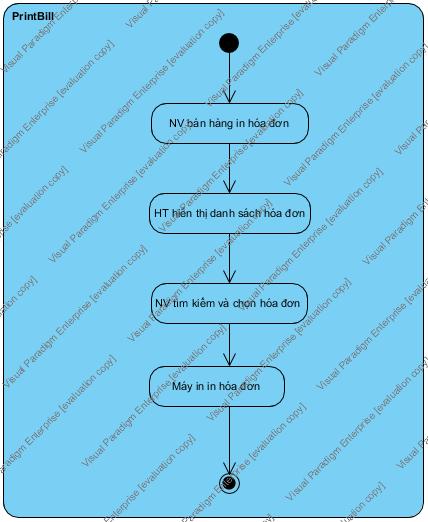 PrintBill
NV bán hàng in hóa đơn
HT hiển thị danh sách hóa đơn
NV tìm kiếm và chọn hóa đơn
Máy in in hóa đơn
Visual Paradigm Enterprise [evaluation copy]